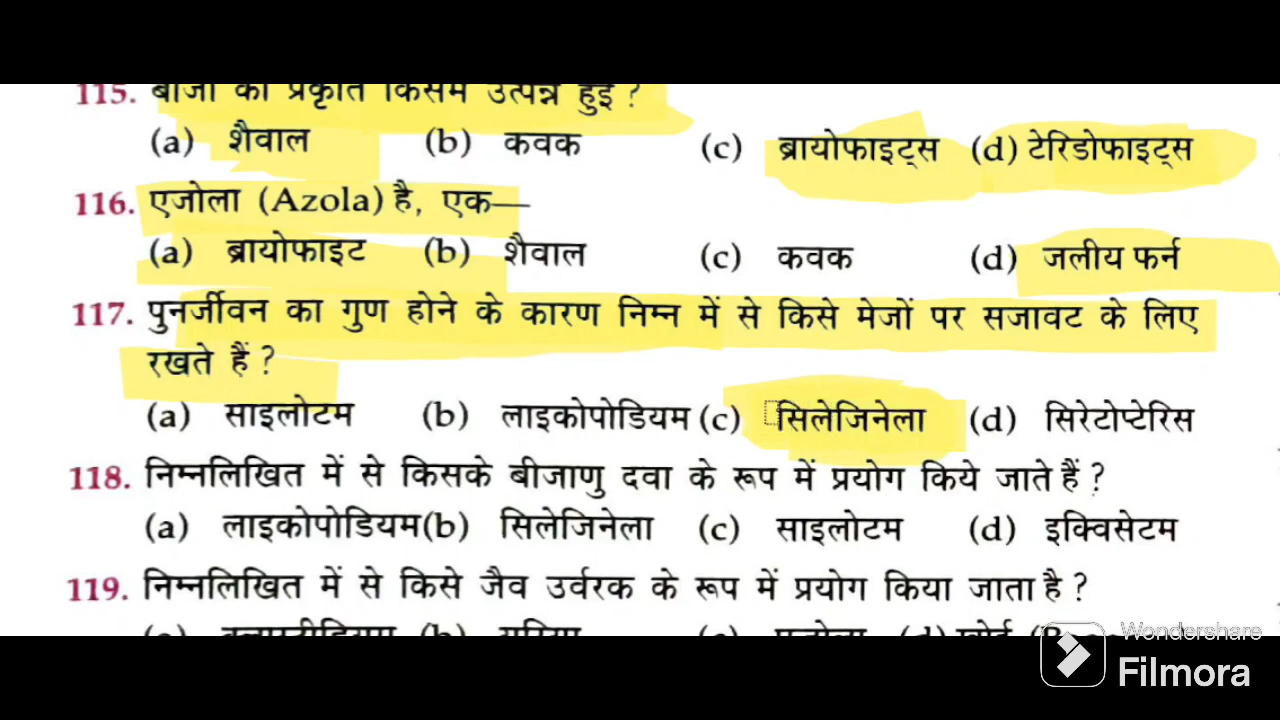 115. बीजों की प्रकृति किसमें उत्पन्न हुई ?
(a) शैवाल (b) कवक (c) ब्रायोफाइट्स (d) टेरिडोफाइट्स
116. एजोला (Azola) है, एक—
(a) ब्रायोफाइट (b) शैवाल (c) कवक (d) जलीय फर्न
117. पुनर्जीवन का गुण होने के कारण निम्न में से किसे मेजों पर सजावट के लिए
रखते हैं ?
(a) साइलोटम (b) लाइकोपोडियम (c) सिलेजिनेला (d) सिरेटोप्टेरिस
118. निम्नलिखित में से किसके बीजाणु दवा के रूप में प्रयोग किये जाते हैं ?
(a) लाइकोपोडियम (b) सिलेजिनेला (c) साइलोटम (d) इक्विसेटम
119. निम्नलिखित में से किसे जैव उर्वरक के रूप में प्रयोग किया जाता है ?
Wondershare
Filmora